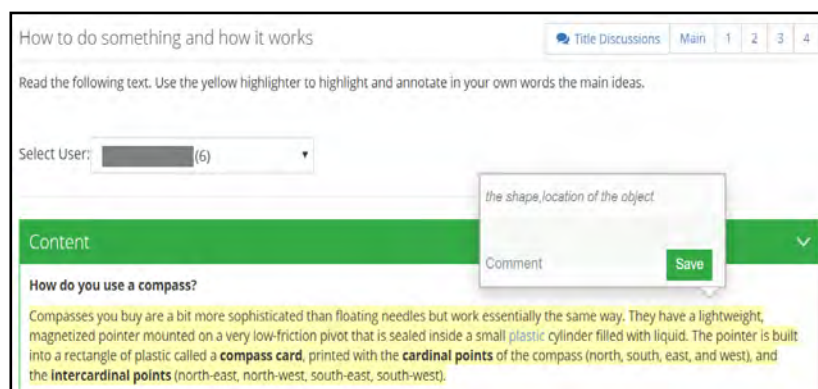 How to do something and how it works
Title Discussions Main 1 2 3 4
Read the following text. Use the yellow highlighter to highlight and annotate in your own words the main ideas.
Select User: (6)
the shape,location of the object
Comment Save
Content
How do you use a compass?
Compasses you buy are a bit more sophisticated than floating needles but work essentially the same way. They have a lightweight,
magnetized pointer mounted on a very low-friction pivot that is sealed inside a small plastic cylinder filled with liquid. The pointer is built
into a rectangle of plastic called a compass card, printed with the cardinal points of the compass (north, south, east, and west), and
the intercardinal points (north-east, north-west, south-east, south-west).